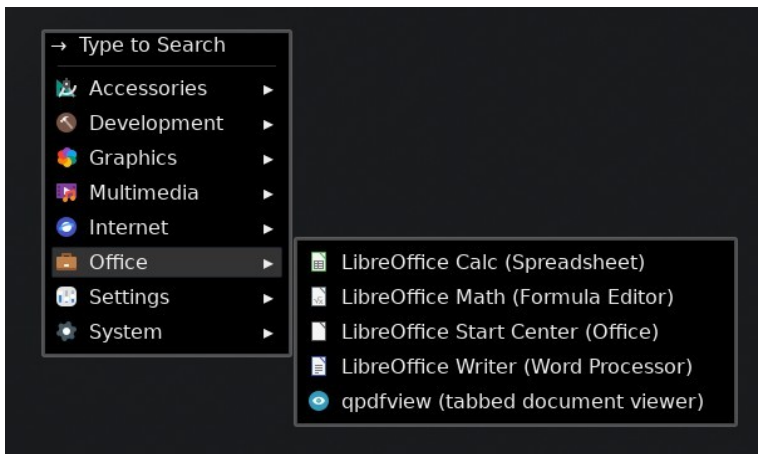 → Type to Search
Accessories ▸
Development ▸
Graphics ▸
Multimedia ▸
Internet ▸
Office ▸
Settings ▸
System ▸
LibreOffice Calc (Spreadsheet)
LibreOffice Math (Formula Editor)
LibreOffice Start Center (Office)
LibreOffice Writer (Word Processor)
qpdfview (tabbed document viewer)